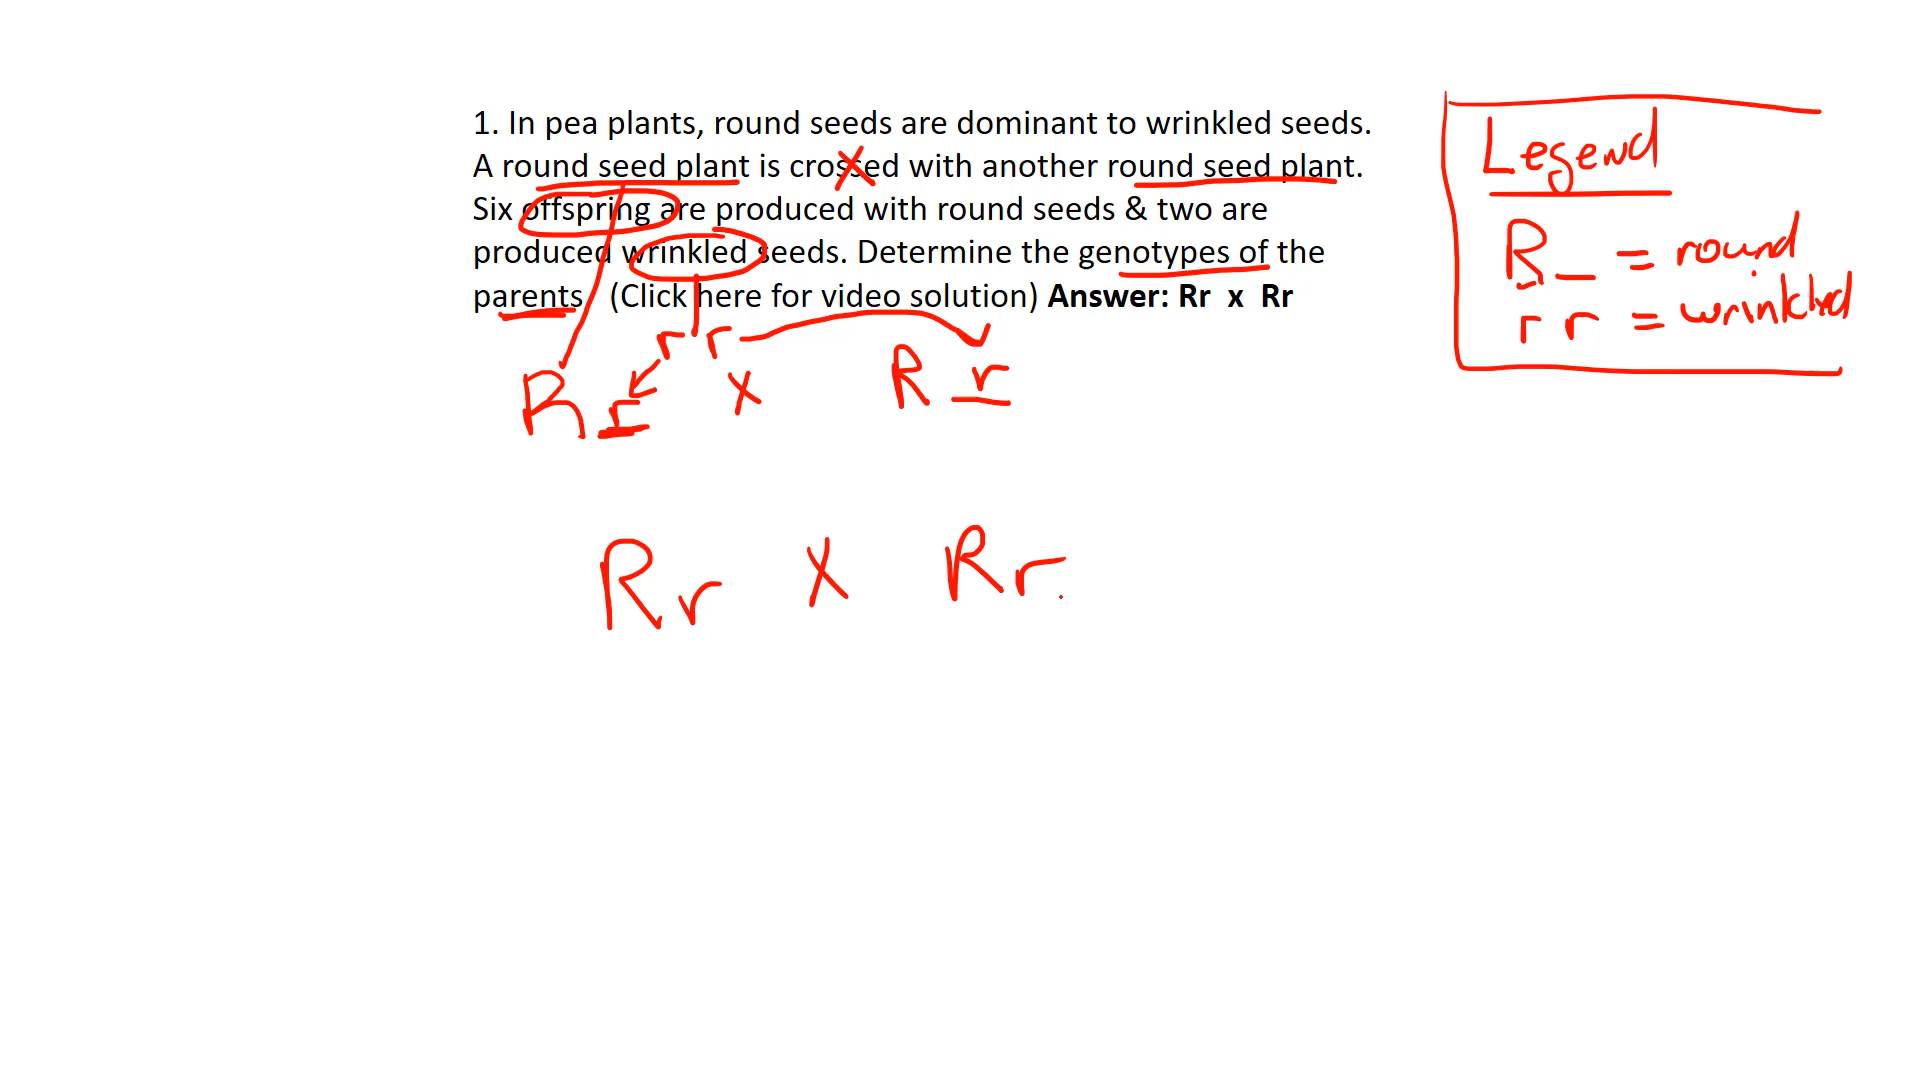 1. In pea plants, round seeds are dominant to wrinkled seeds.
A round seed plant is crossed with another round seed plant.
Six offspring are produced with round seeds & two are
produced wrinkled seeds. Determine the genotypes of the
parents (Click here for video solution) Answer: Rr x Rr
r r
R r x R r
Rr x Rr
Legend
R_ = round
r r = wrinkled